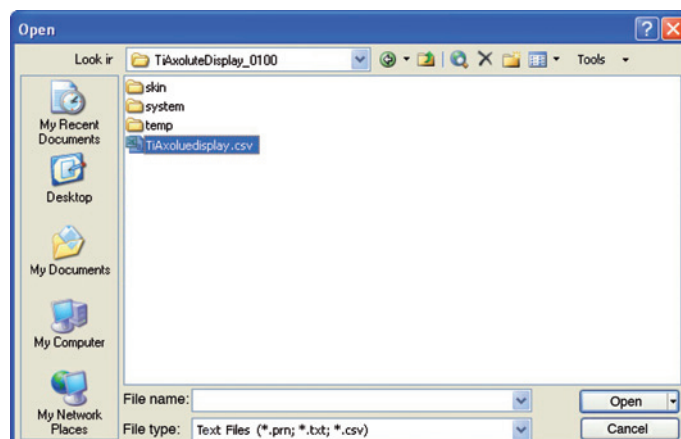 Open
Look ir
TiAxoluteDisplay_0100
Tools
skin
system
temp
TiAxoluedisplay.csv
My Recent
Documents
Desktop
My Documents
My Computer
My Network
Places
File name:
Open
File type:
Text Files (*.prn; *.txt; *.csv)
Cancel